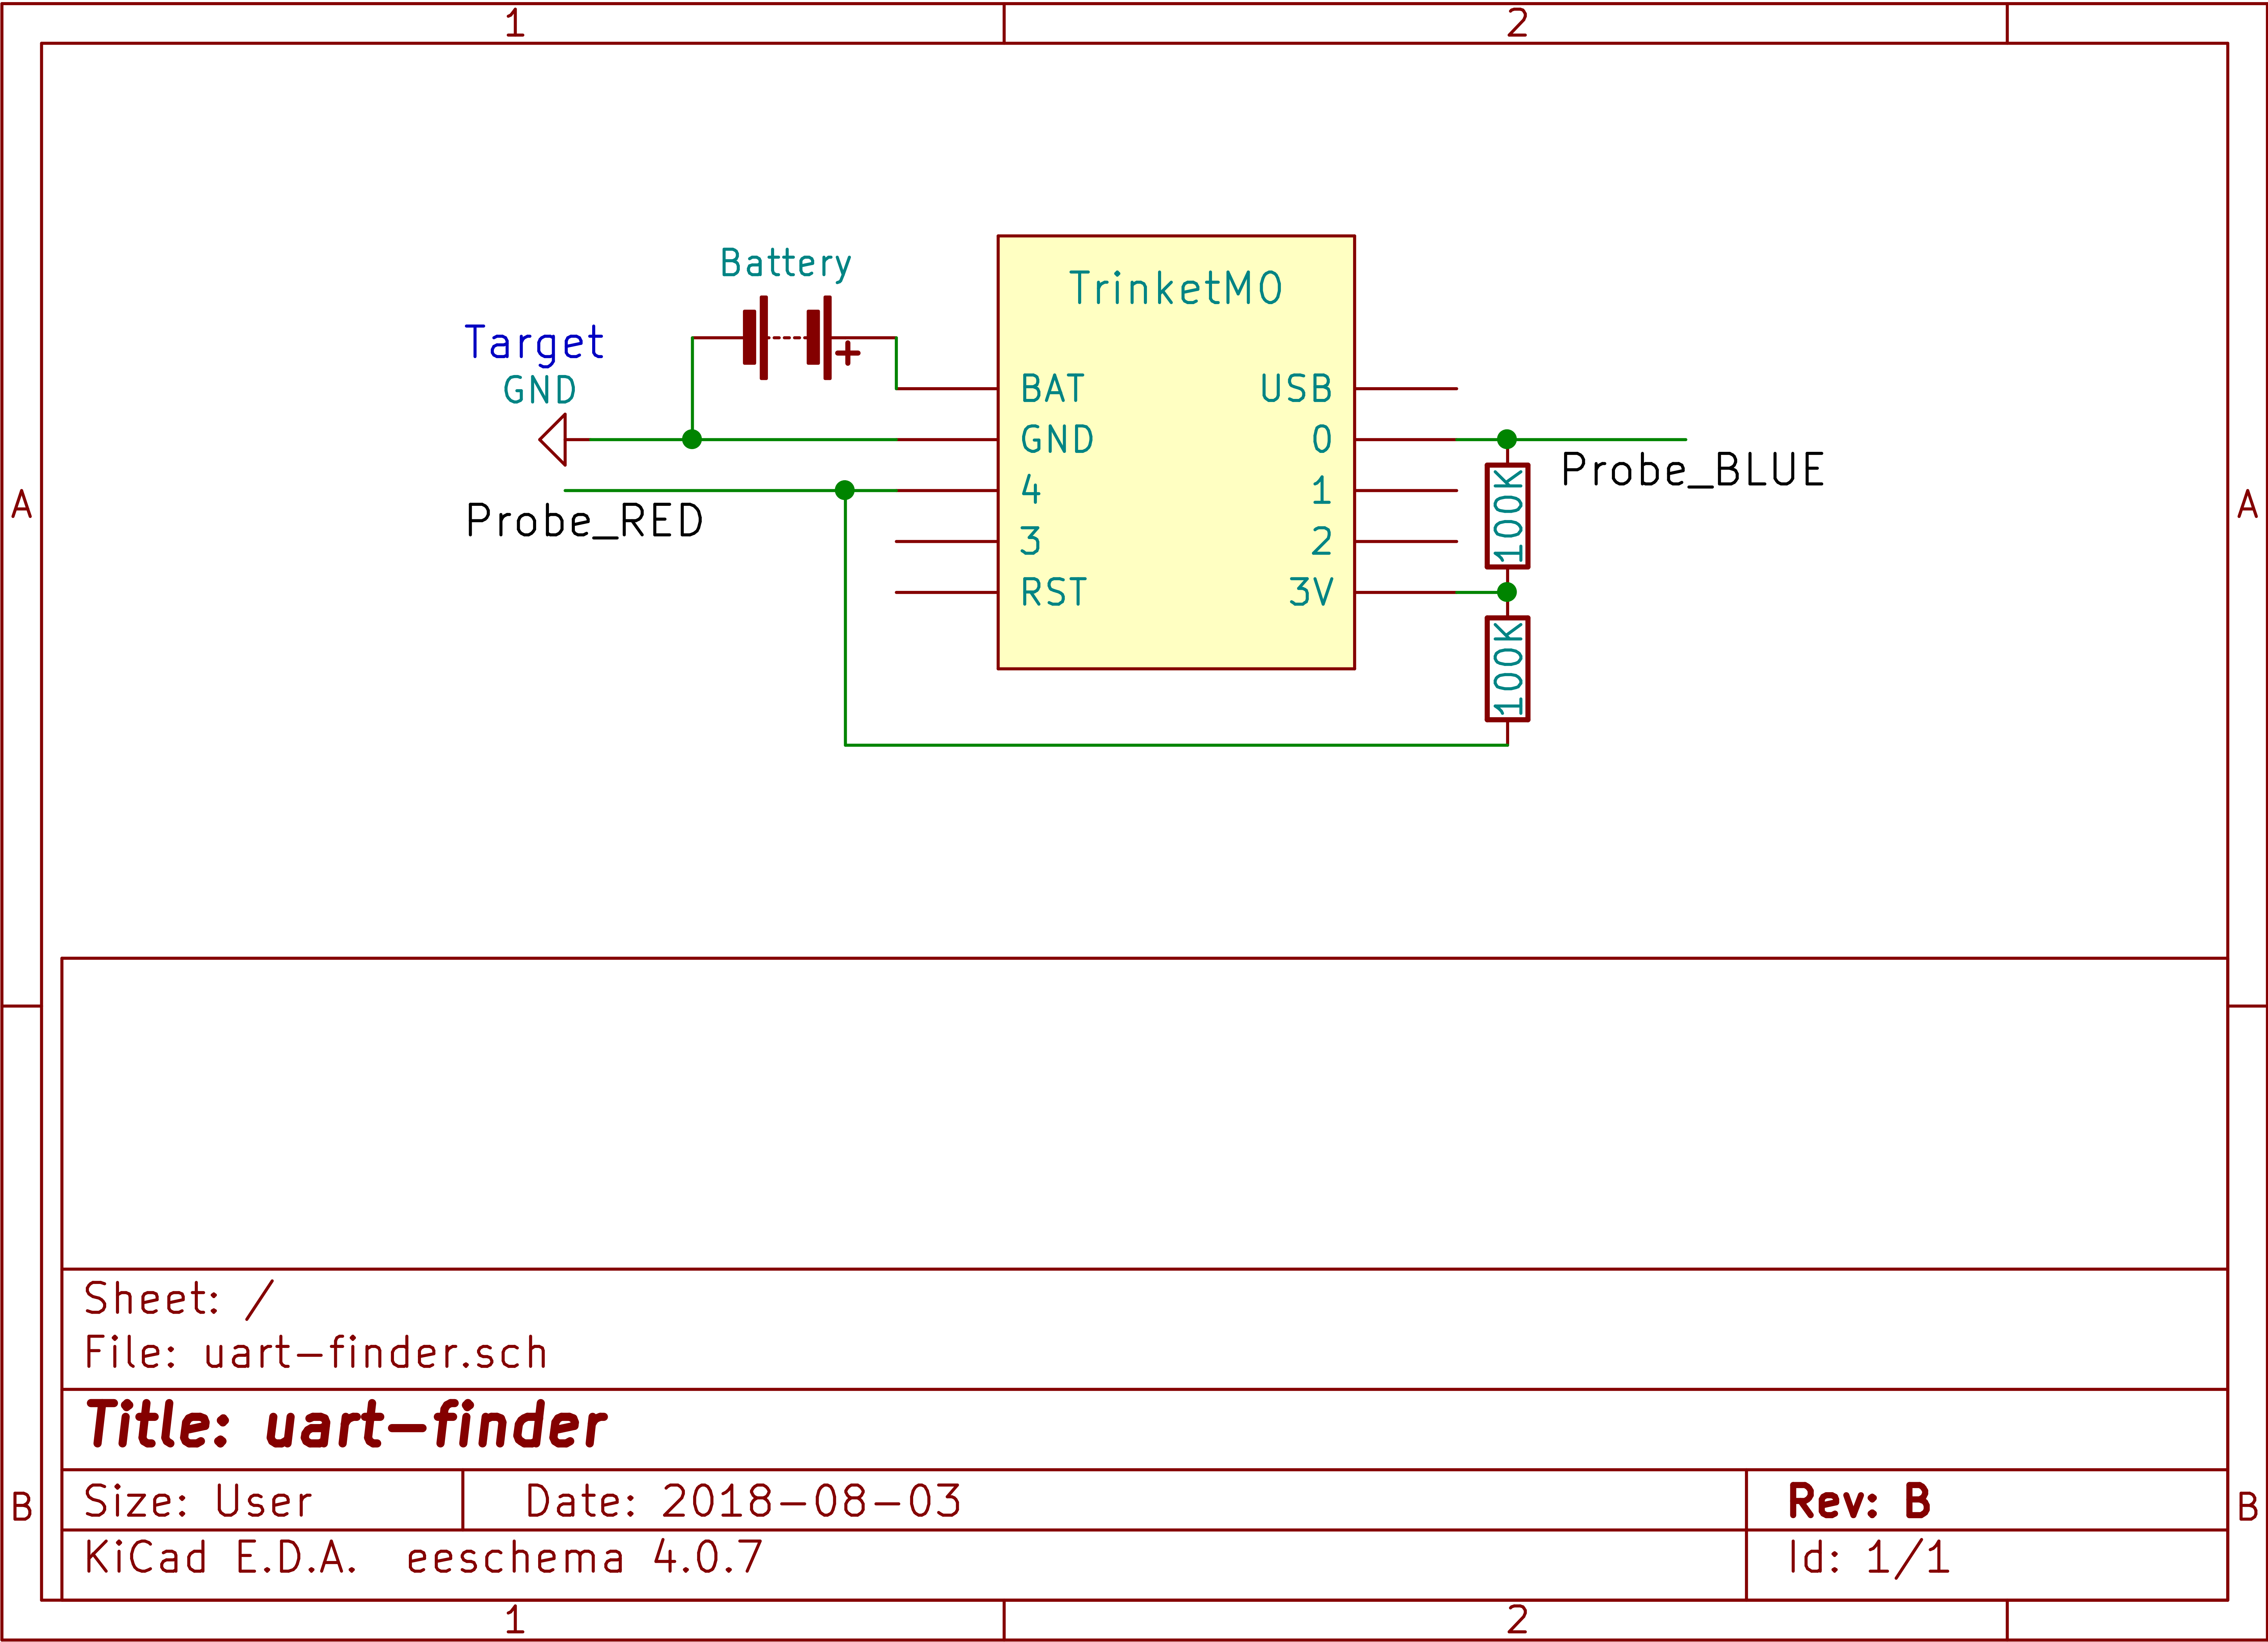 1 2
Battery
TrinketM0
Target
GND
BAT USB
GND 0
Probe_BLUE
A A
4 1
100K
Probe_RED
3 2
RST 3V
100K
Sheet: /
File: uart-finder.sch
Title: uart-finder
Size: User Date: 2018-08-03 Rev: B
B B
KiCad E.D.A. eeschema 4.0.7 Id: 1/1
1 2